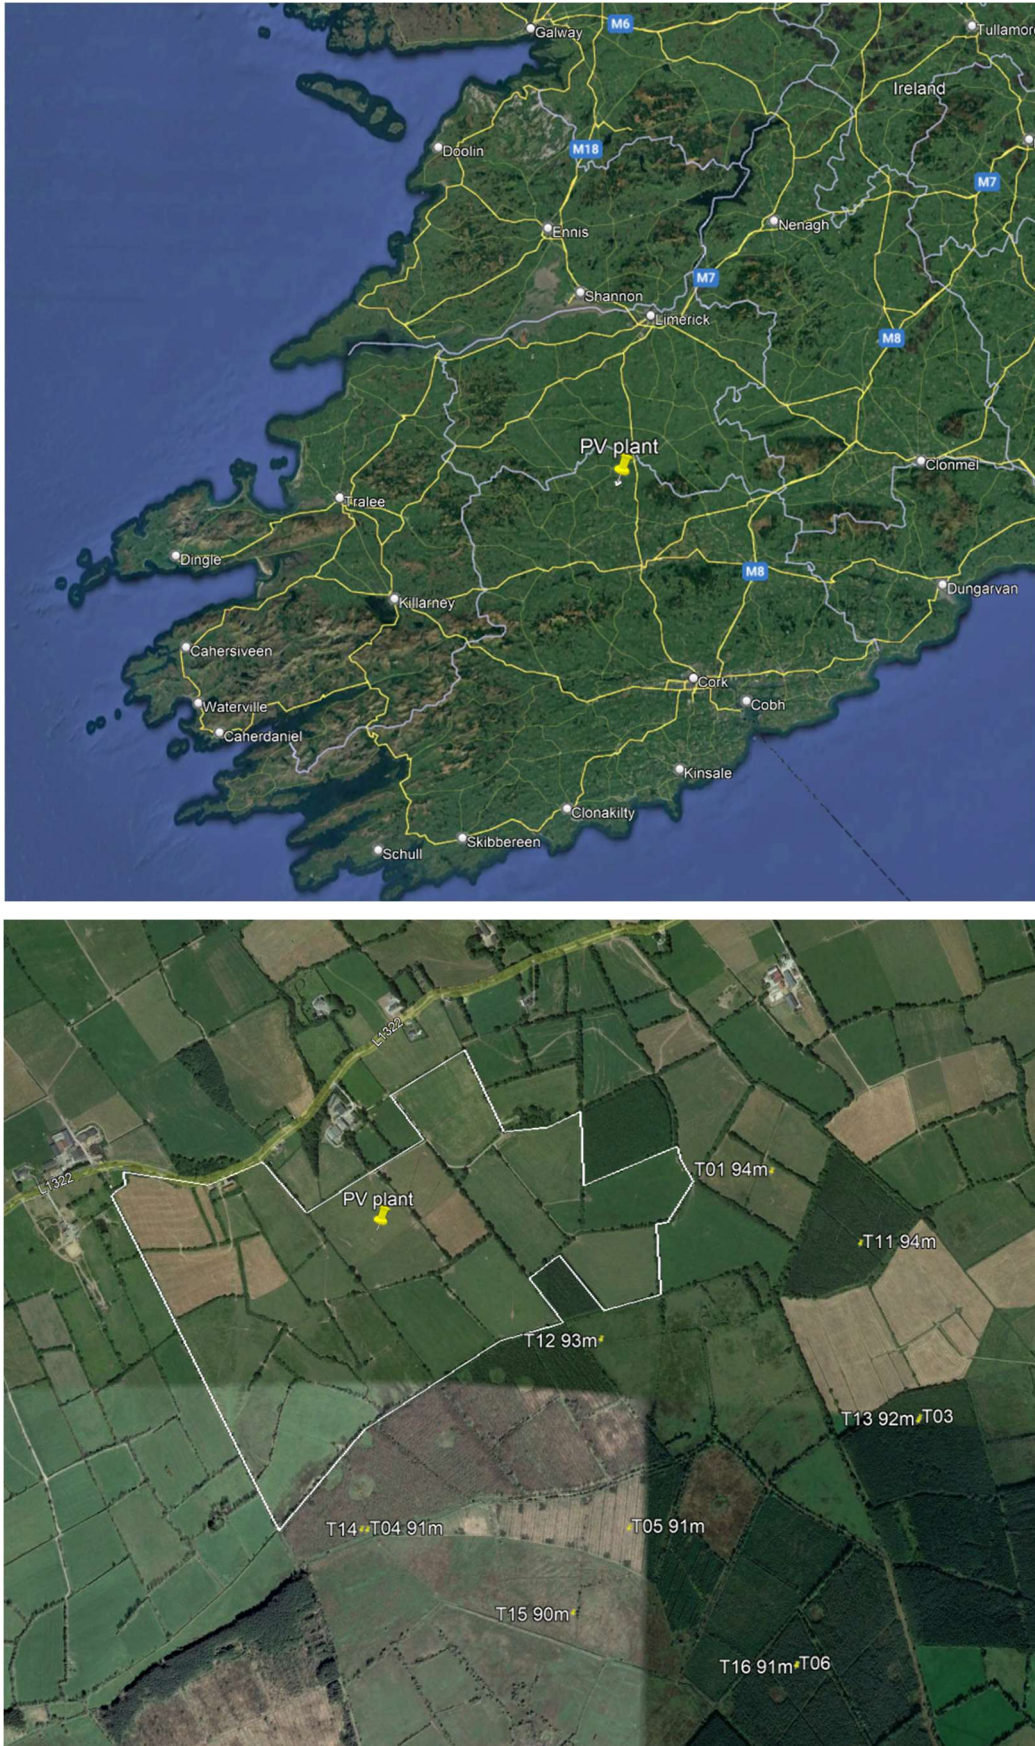 Galway
M6
Tullamor
Ireland
Doolin
M18
M7
Ennis
Nenagh
M7
Shannon
Limerick
M8
PV plant
Clonmel
Tralee
Dingle
M8
Dungarvan
Killarney
Cahersiveen
Cork
Waterville
Cobh
Caherdaniel
Kinsale
Clonakilty
Skibbereen
Schull
L1322
L1322
T01 94m
PV plant
T11 94m
T12 93m
T13 92m T03
T14 T04 91m
T05 91m
T15 90m
T16 91m T06